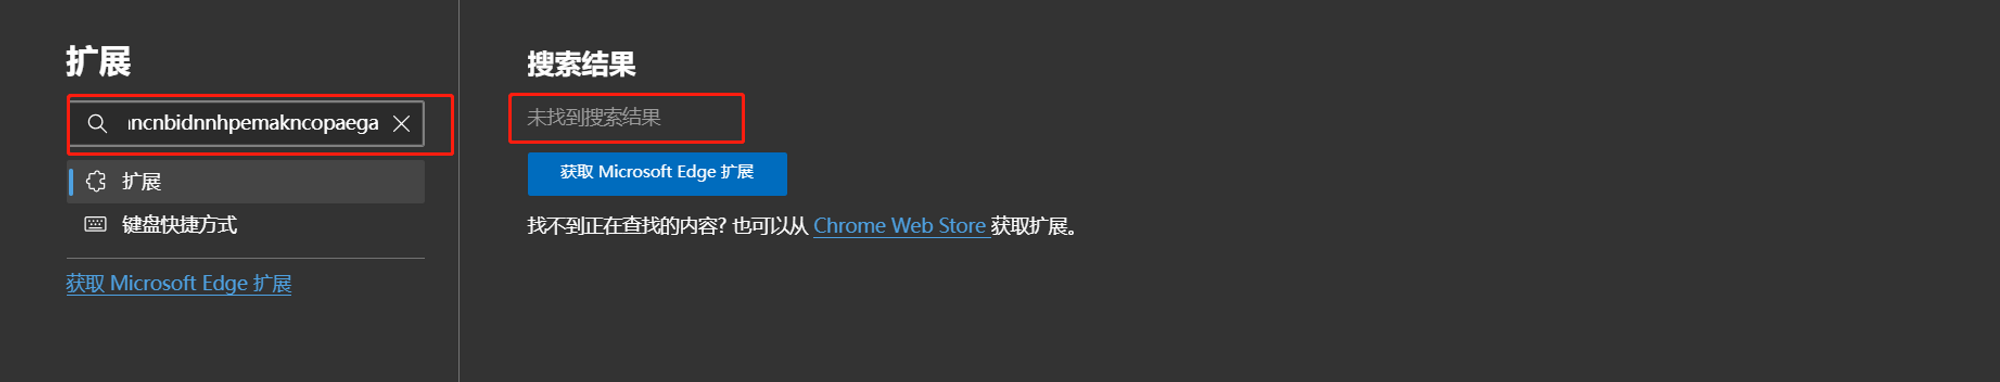 扩展
ıncnbidnnhpemakncopaega
扩展
键盘快捷方式
获取 Microsoft Edge 扩展
搜索结果
未找到搜索结果
获取 Microsoft Edge 扩展
找不到正在查找的内容? 也可以从 Chrome Web Store 获取扩展。